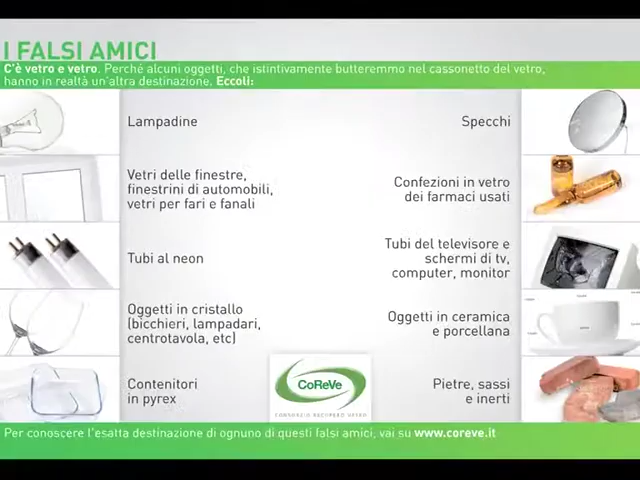 I FALSI AMICI
C'è vetro e vetro. Perché alcuni oggetti, che istintivamente butteremmo nel cassonetto del vetro,
hanno in realtà un'altra destinazione. Eccoli:
Lampadine
Specchi
Vetri delle finestre,
finestrini di automobili,
vetri per fari e fanali
Confezioni in vetro
dei farmaci usati
Tubi al neon
Tubi del televisore e
schermi di tv,
computer, monitor
Oggetti in cristallo
(bicchieri, lampadari,
centrotavola, etc)
Oggetti in ceramica
e porcellana
Contenitori
in pyrex
CoReVe
CONSORZIO RECUPERO VETRO
Pietre, sassi
e inerti
Per conoscere l'esatta destinazione di ognuno di questi falsi amici, vai su www.coreve.it